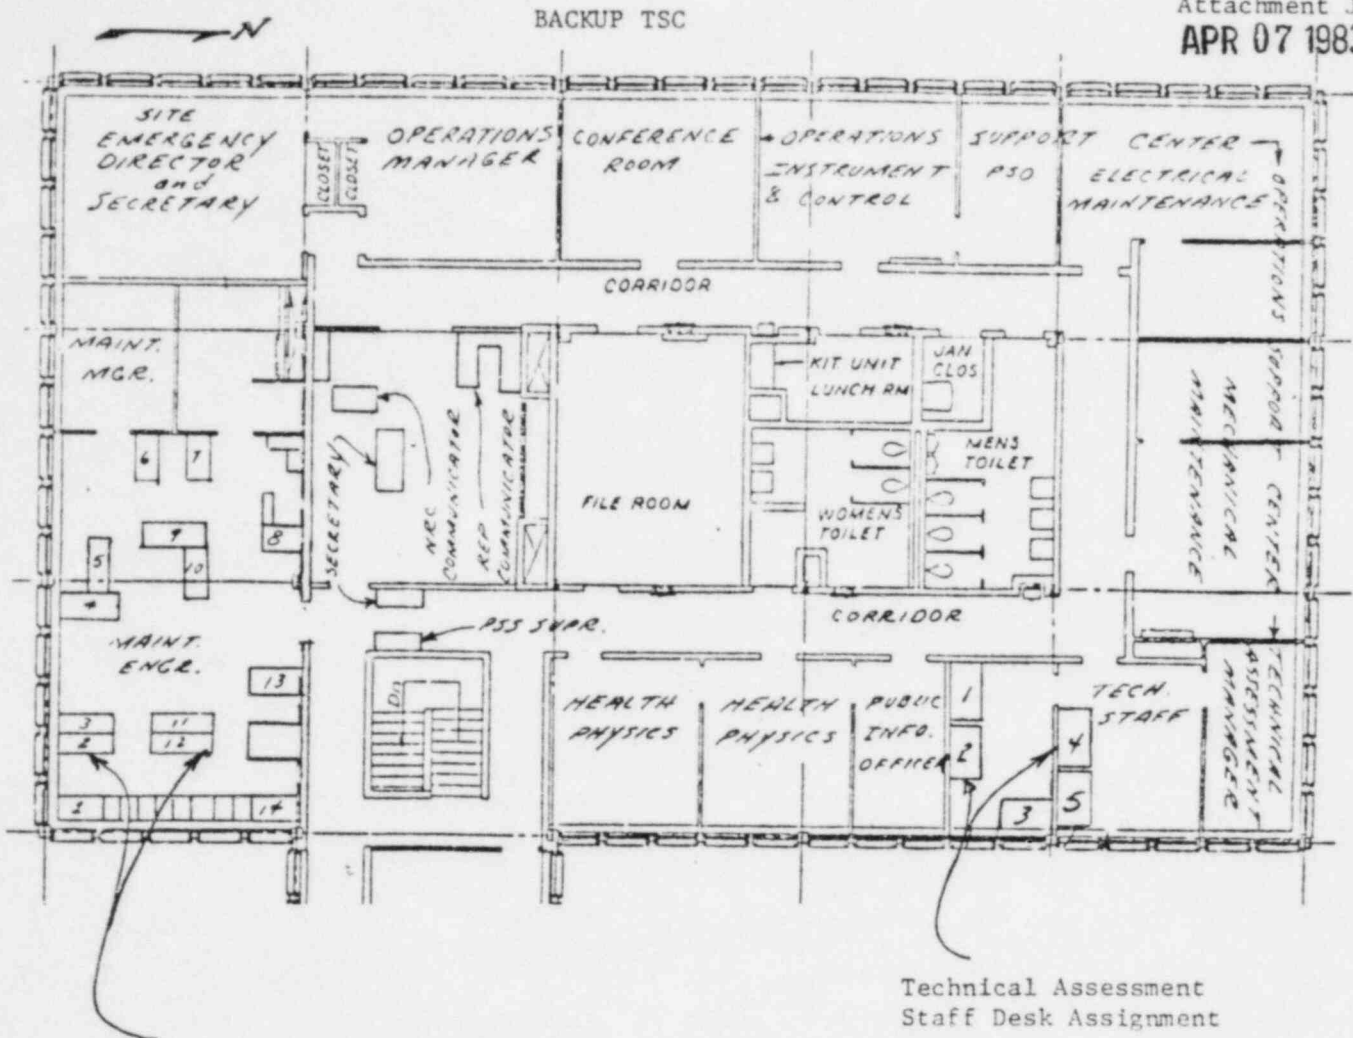 Attachment J
BACKUP TSC
APR 07 1983
N
SITE
EMERGENCY
DIRECTOR
and
SECRETARY
CLOSET
CLOSET
OPERATIONS
MANAGER
CONFERENCE
ROOM
OPERATIONS
INSTRUMENT
& CONTROL
SUPPORT
PSO
CENTER
ELECTRICAL
MAINTENANCE
OPERATIONS SUPPORT CENTER
CORRIDOR
MAINT.
MGR.
KIT UNIT
LUNCH RM
JAN
CLOS
MECHANICAL
MAINTENANCE
6
7
SECRETARY
NRC
COMMUNICATOR
REP
COMMUNICATOR
FILE ROOM
WOMENS
TOILET
MENS
TOILET
9
8
5
10
4
CORRIDOR
PSS SUPR.
MAINT.
ENGR.
13
Dn
HEALTH
PHYSICS
HEALTH
PHYSICS
PUBLIC
INFO.
OFFICER
1
2
TECH.
STAFF
4
5
3
TECHNICAL
ASSESSMENT
MANAGER
3
2
11
12
1
14
Technical Assessment
Staff Desk Assignment